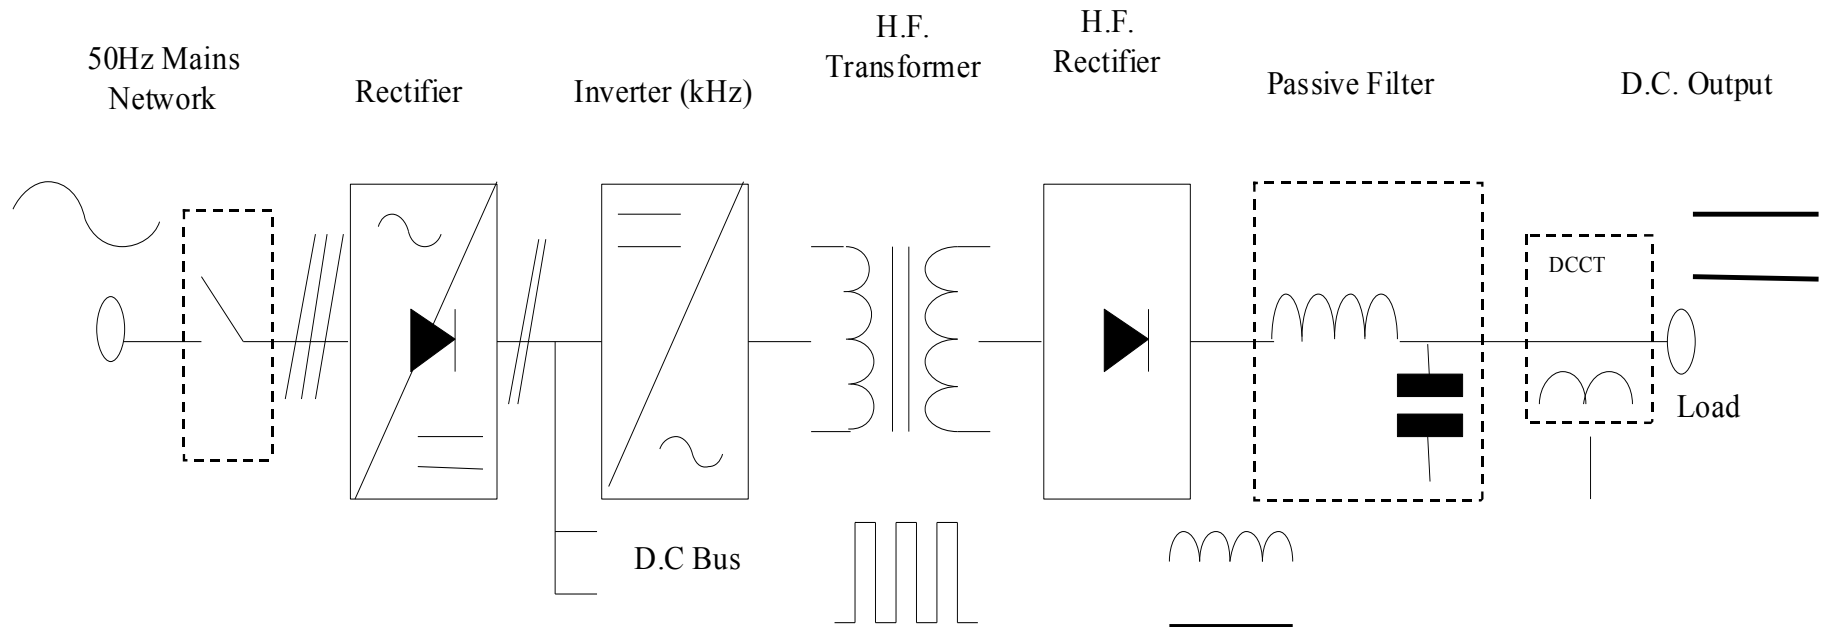 50Hz Mains
Network
Rectifier
Inverter (kHz)
H.F.
Transformer
H.F.
Rectifier
Passive Filter
D.C. Output
DCCT
Load
D.C Bus